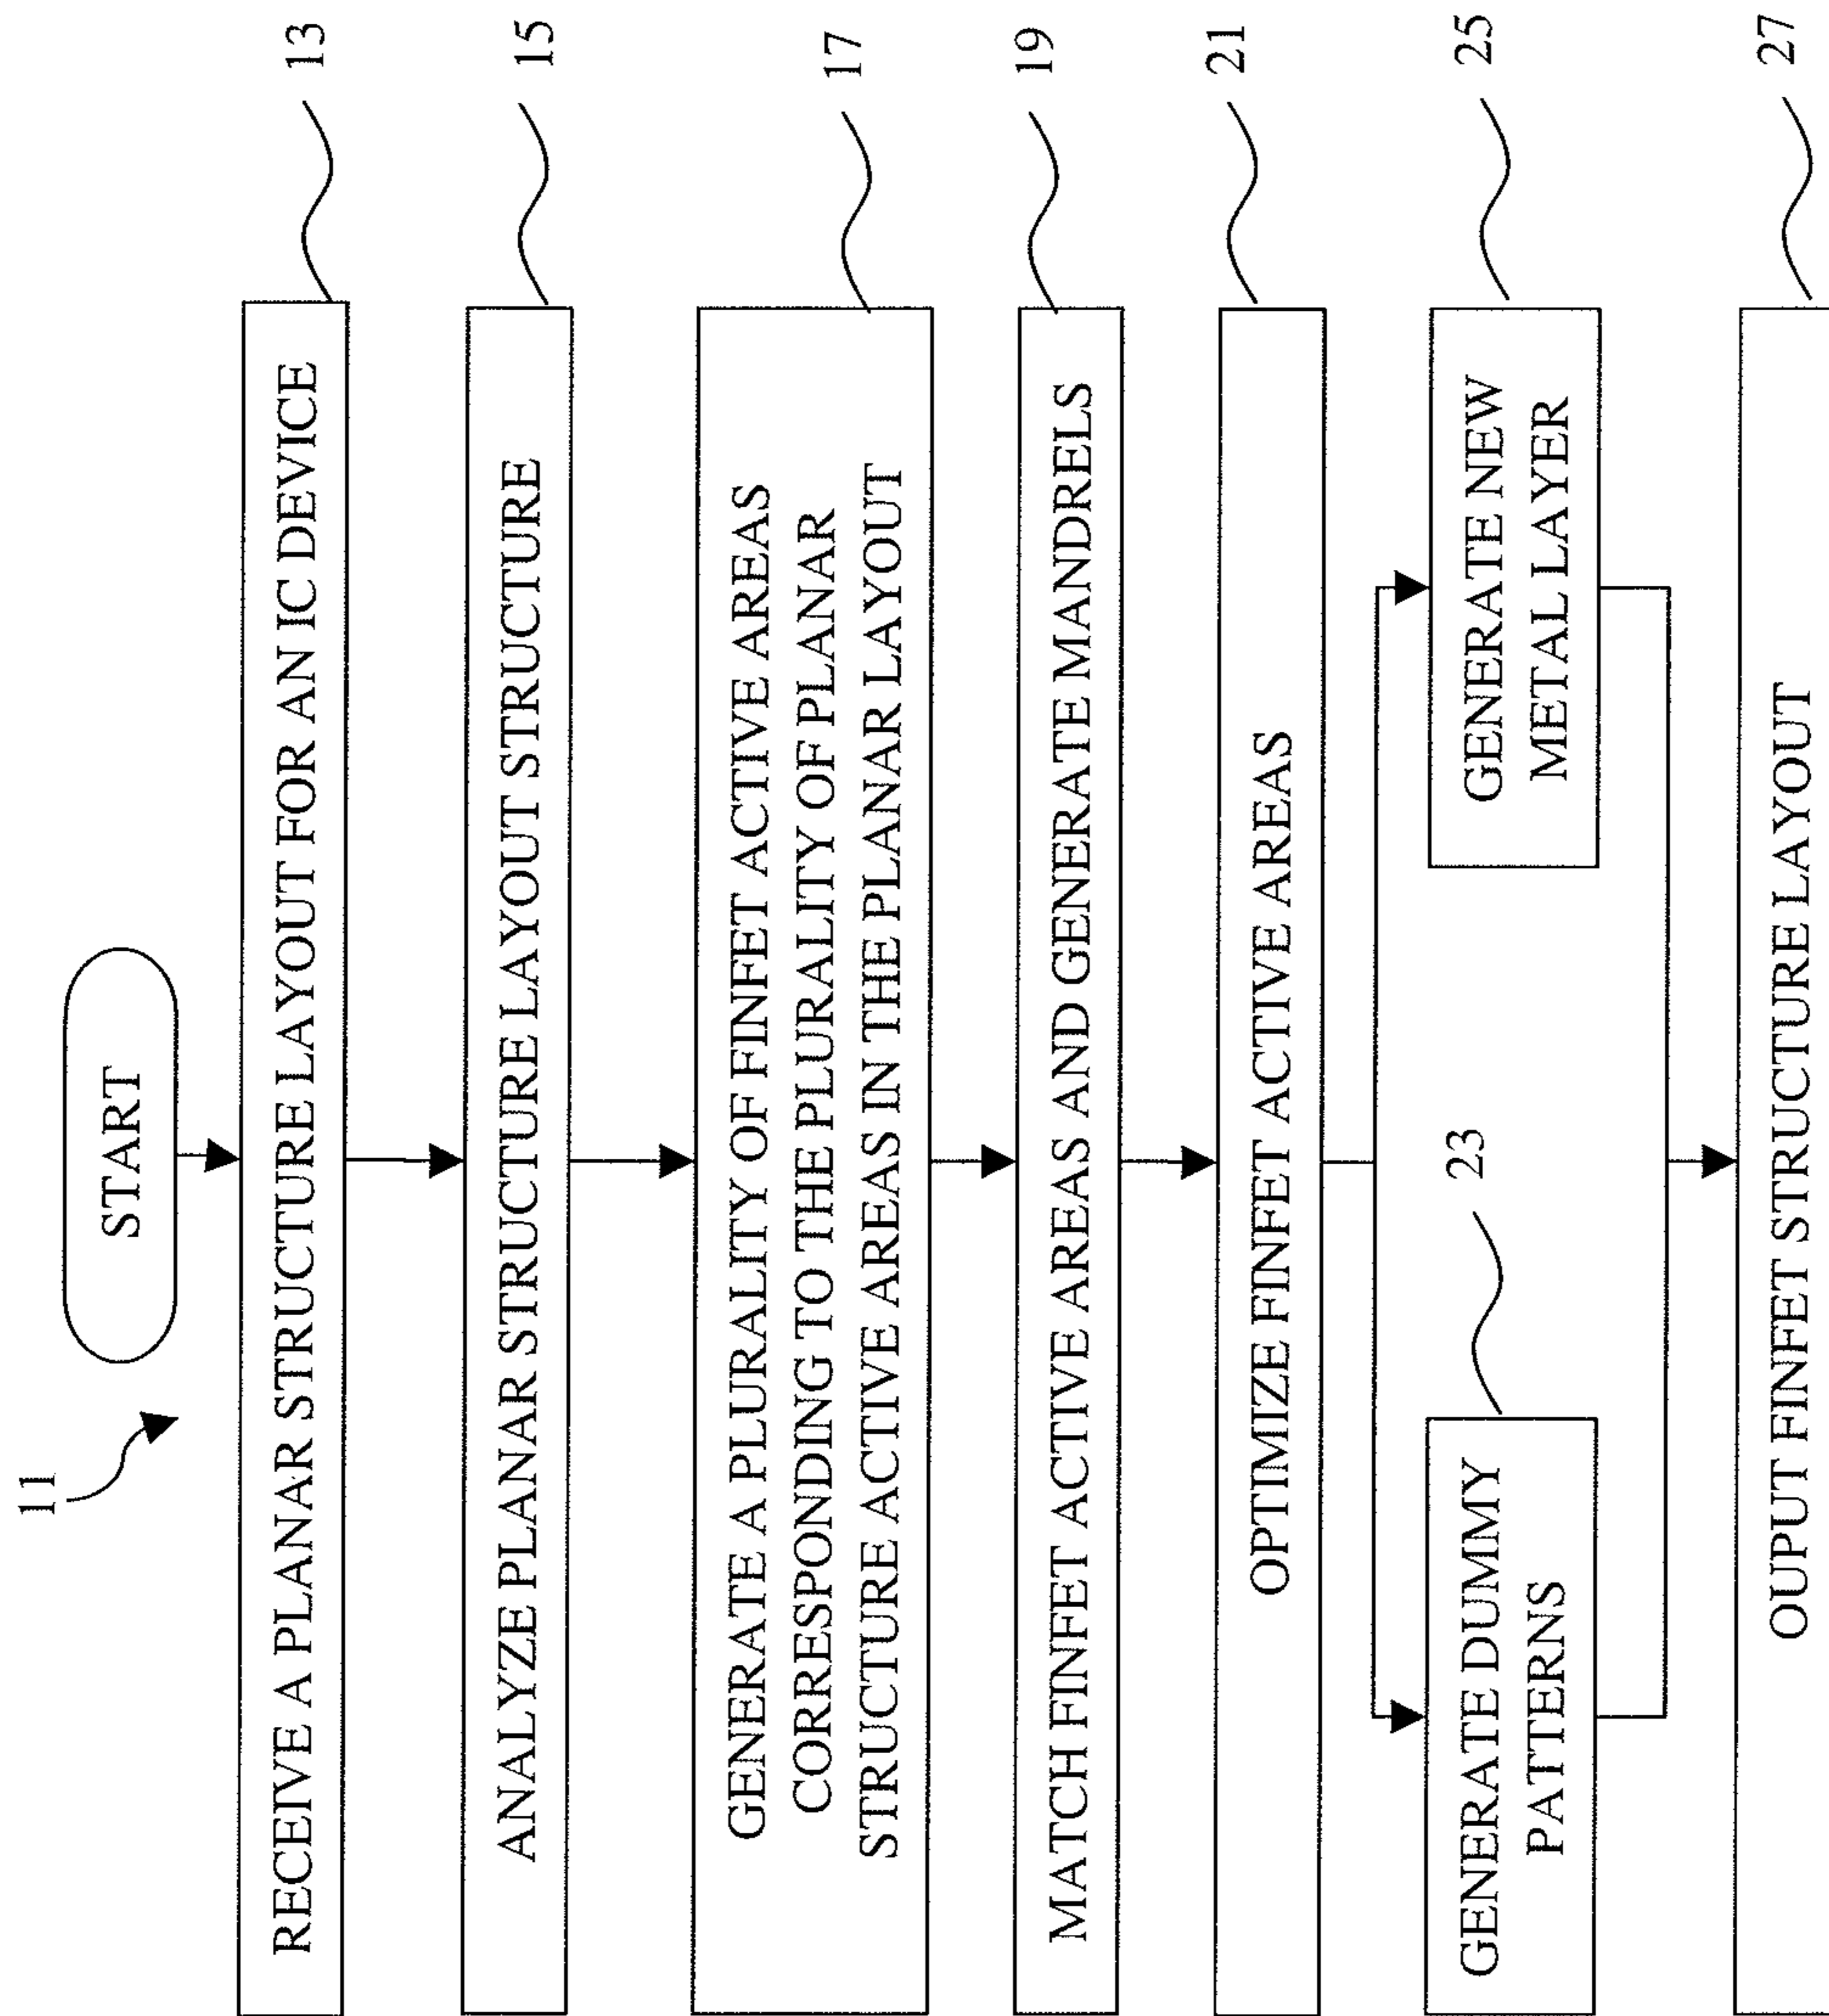 11
START
RECEIVE A PLANAR STRUCTURE LAYOUT FOR AN IC DEVICE
13
ANALYZE PLANAR STRUCTURE LAYOUT STRUCTURE
15
GENERATE A PLURALITY OF FINFET ACTIVE AREAS
CORRESPONDING TO THE PLURALITY OF PLANAR
STRUCTURE ACTIVE AREAS IN THE PLANAR LAYOUT
17
MATCH FINFET ACTIVE AREAS AND GENERATE MANDRELS
19
OPTIMIZE FINFET ACTIVE AREAS
21
GENERATE DUMMY
PATTERNS
23
GENERATE NEW
METAL LAYER
25
OUPUT FINFET STRUCTURE LAYOUT
27